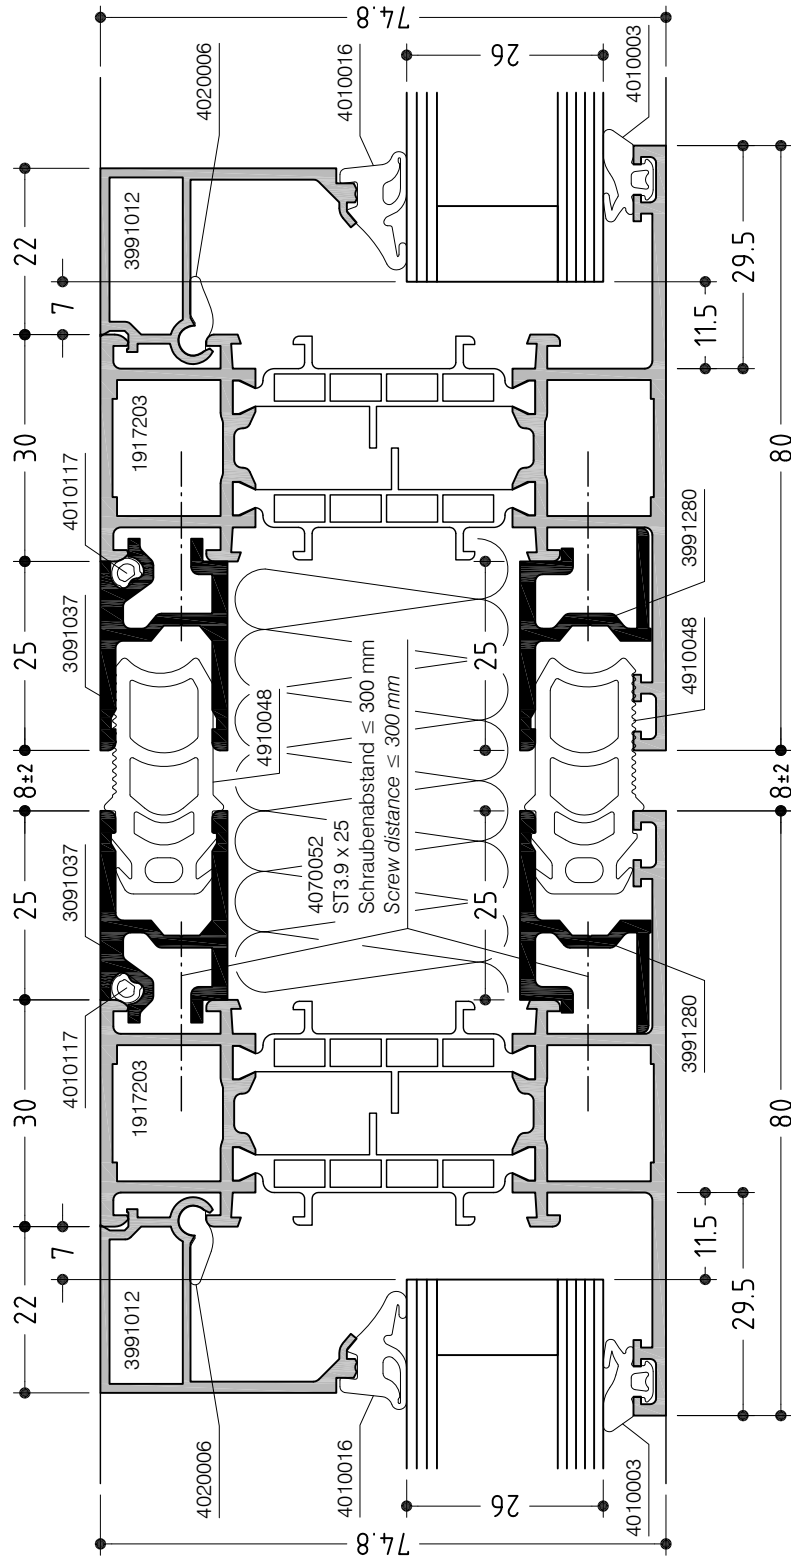 22 30 25 8±2 25 30 22
7 7
4010117 3091037 3091037 4010117
3991012 1917203 1917203 3991012
4020006 4020006
4910048
4070052
ST3.9 x 25
4010016 4010016
Schraubenabstand ≤ 300 mm
74.8 74.8
Screw distance ≤ 300 mm
25 25
26 26
4010003 4010003
3991280 4910048 3991280
11.5 11.5
29.5 29.5
80 8±2 80